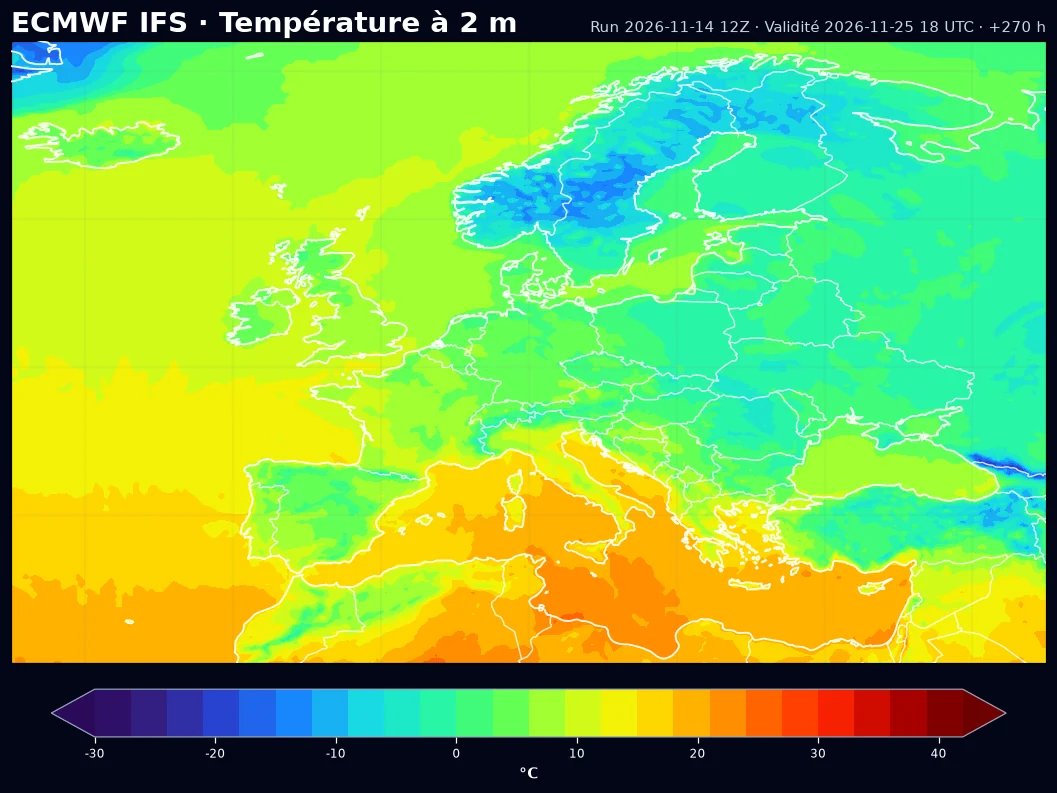 ECMWF IFS · Température à 2 m
Run 2026-11-14 12Z · Validité 2026-11-25 18 UTC · +270 h
-30 -20 -10 0 10 20 30 40
°C